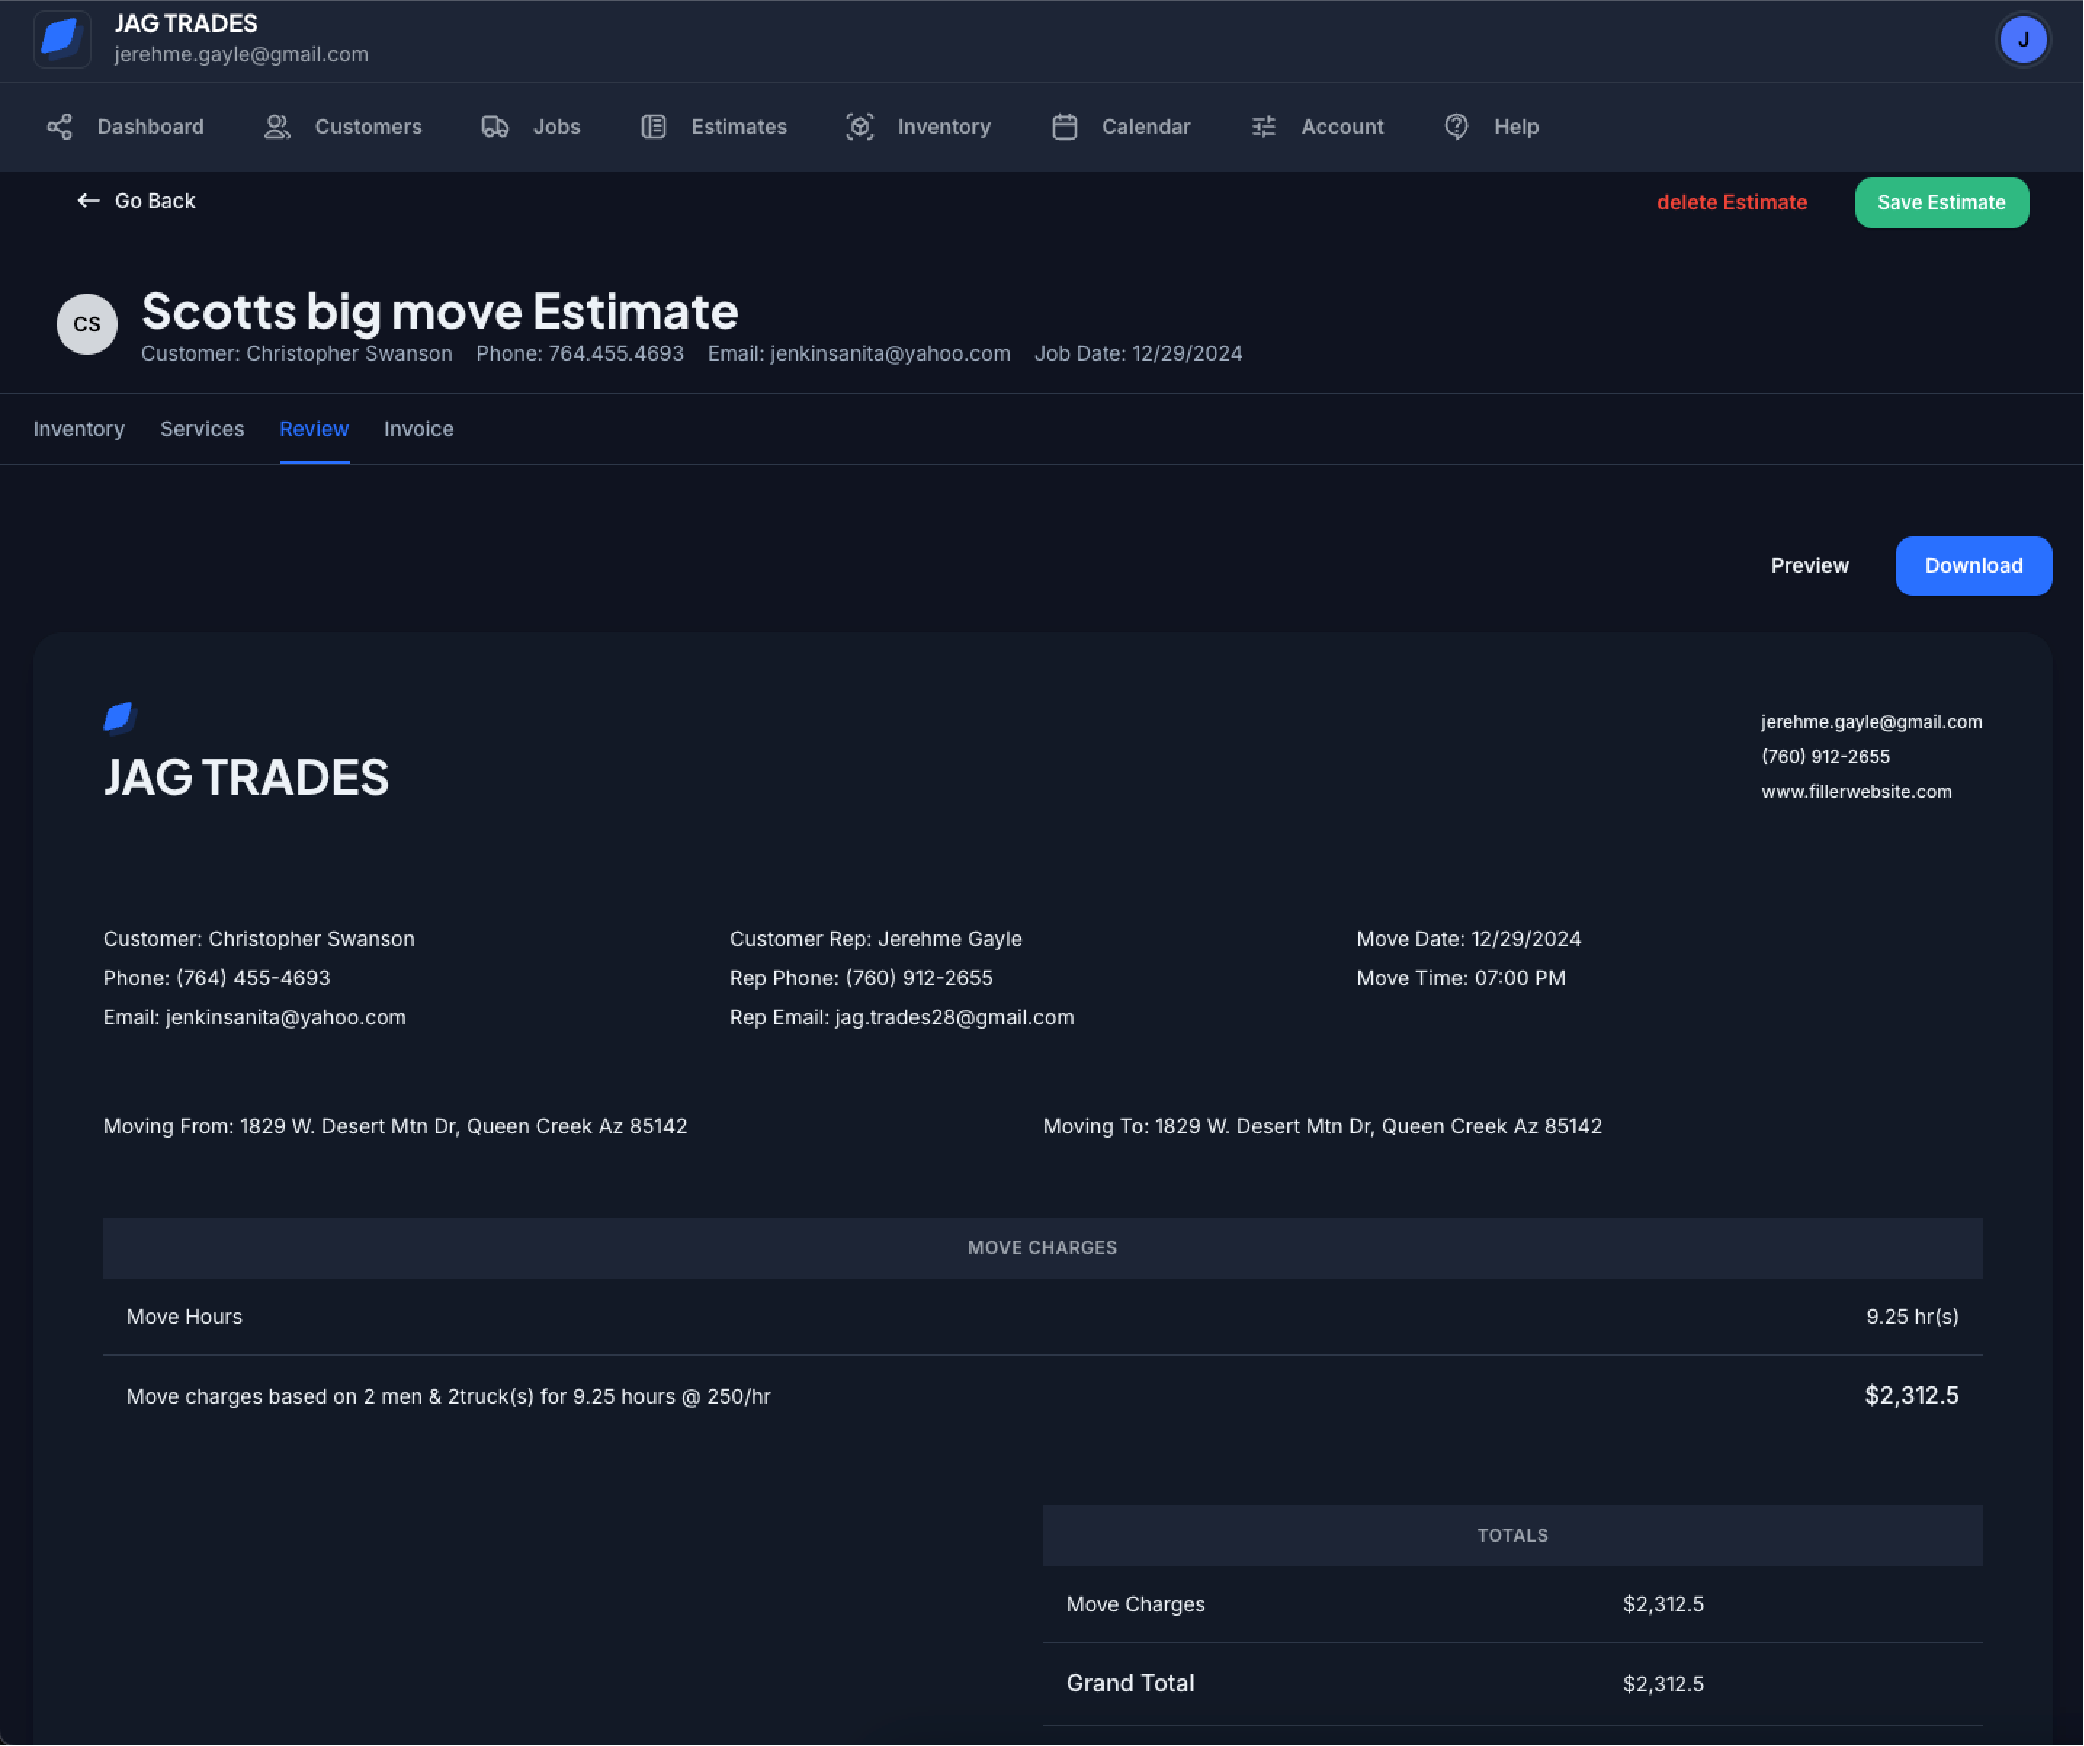 JAG TRADES
jerehme.gayle@gmail.com
J
Dashboard Customers Jobs Estimates Inventory Calendar Account Help
Go Back
delete Estimate Save Estimate
CS
Scotts big move Estimate
Customer: Christopher Swanson Phone: 764.455.4693 Email: jenkinsanita@yahoo.com Job Date: 12/29/2024
Inventory Services Review Invoice
Preview Download
JAG TRADES
jerehme.gayle@gmail.com
(760) 912-2655
www.fillerwebsite.com
Customer: Christopher Swanson
Phone: (764) 455-4693
Email: jenkinsanita@yahoo.com
Customer Rep: Jerehme Gayle
Rep Phone: (760) 912-2655
Rep Email: jag.trades28@gmail.com
Move Date: 12/29/2024
Move Time: 07:00 PM
Moving From: 1829 W. Desert Mtn Dr, Queen Creek Az 85142
Moving To: 1829 W. Desert Mtn Dr, Queen Creek Az 85142
MOVE CHARGES
Move Hours 9.25 hr(s)
Move charges based on 2 men & 2truck(s) for 9.25 hours @ 250/hr $2,312.5
TOTALS
Move Charges $2,312.5
Grand Total $2,312.5